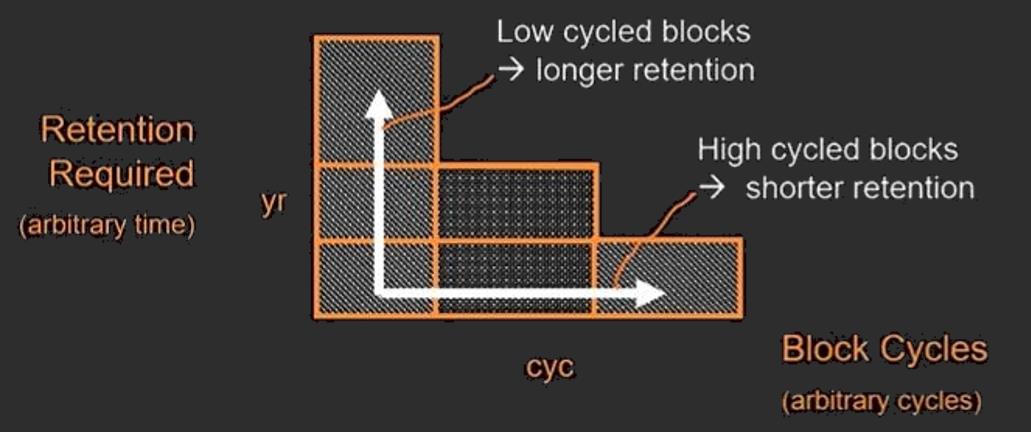 Low cycled blocks
→ longer retention
Retention
Required
(arbitrary time)
yr
High cycled blocks
→ shorter retention
cyc
Block Cycles
(arbitrary cycles)